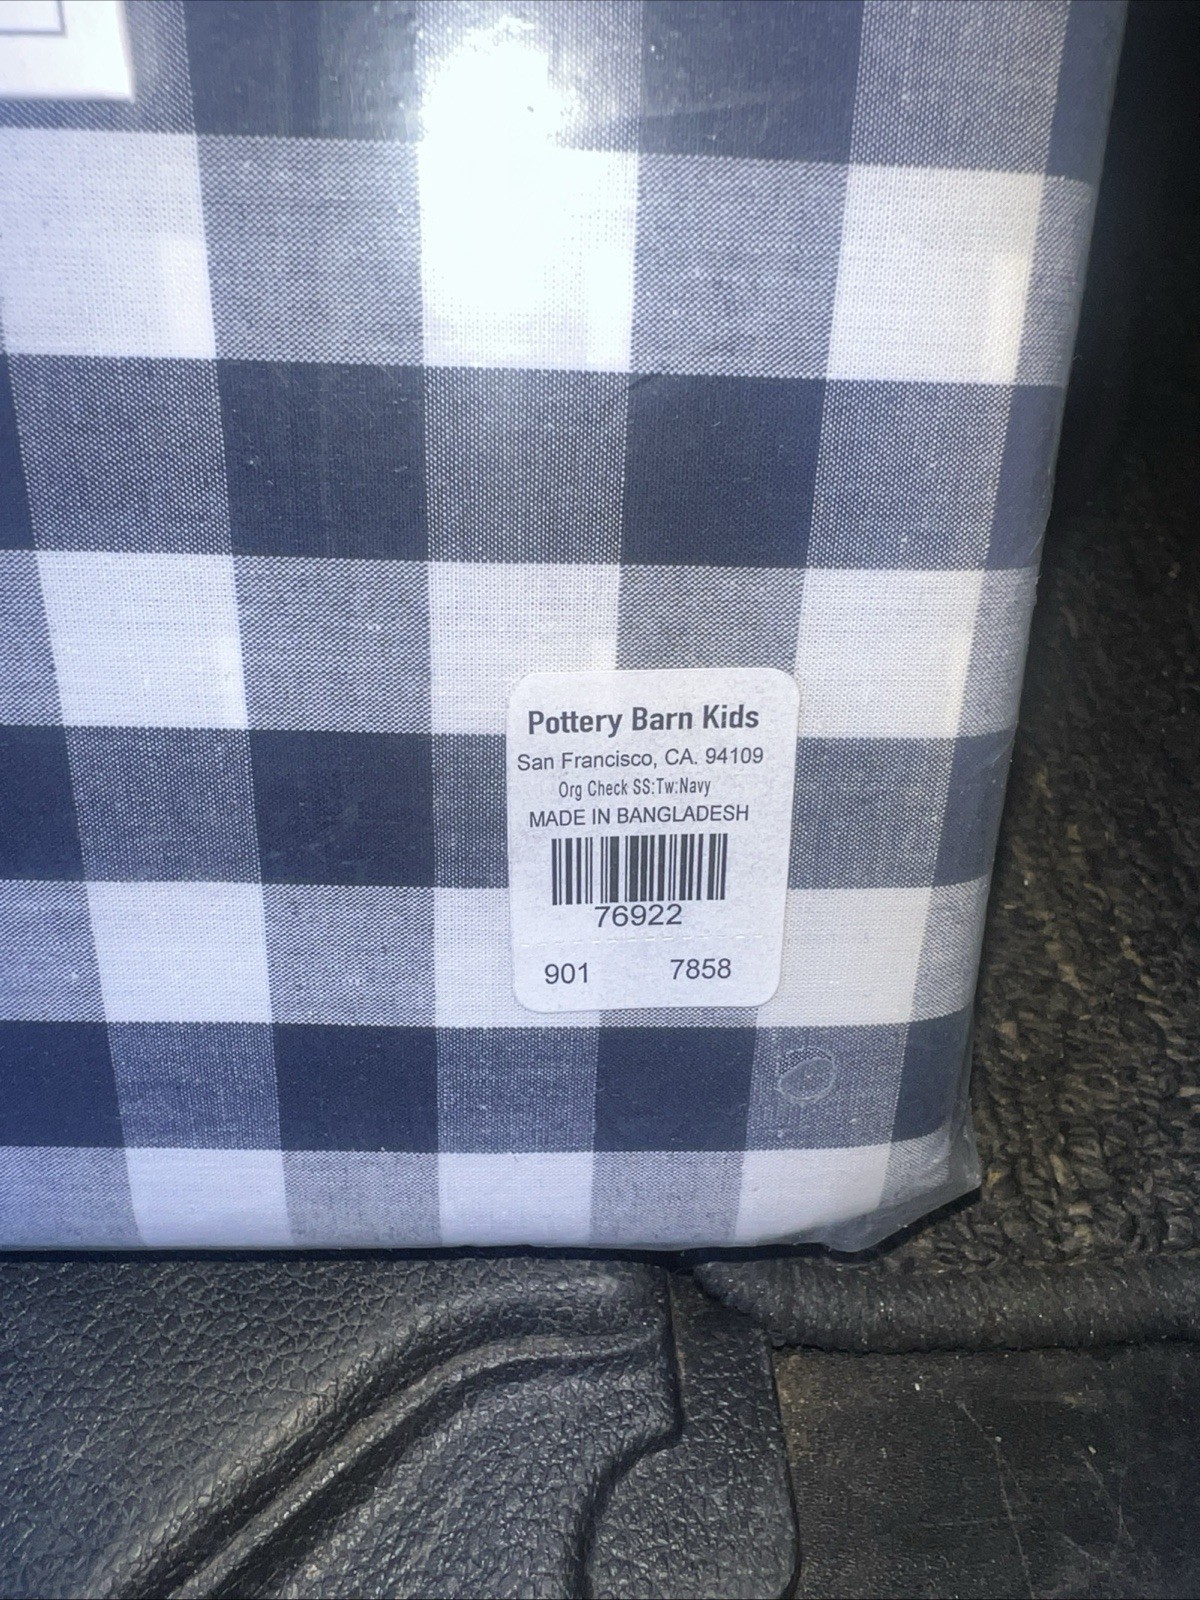 Pottery Barn Kids
San Francisco, CA. 94109
Org Check SS:Tw:Navy
MADE IN BANGLADESH
76922
901 7858